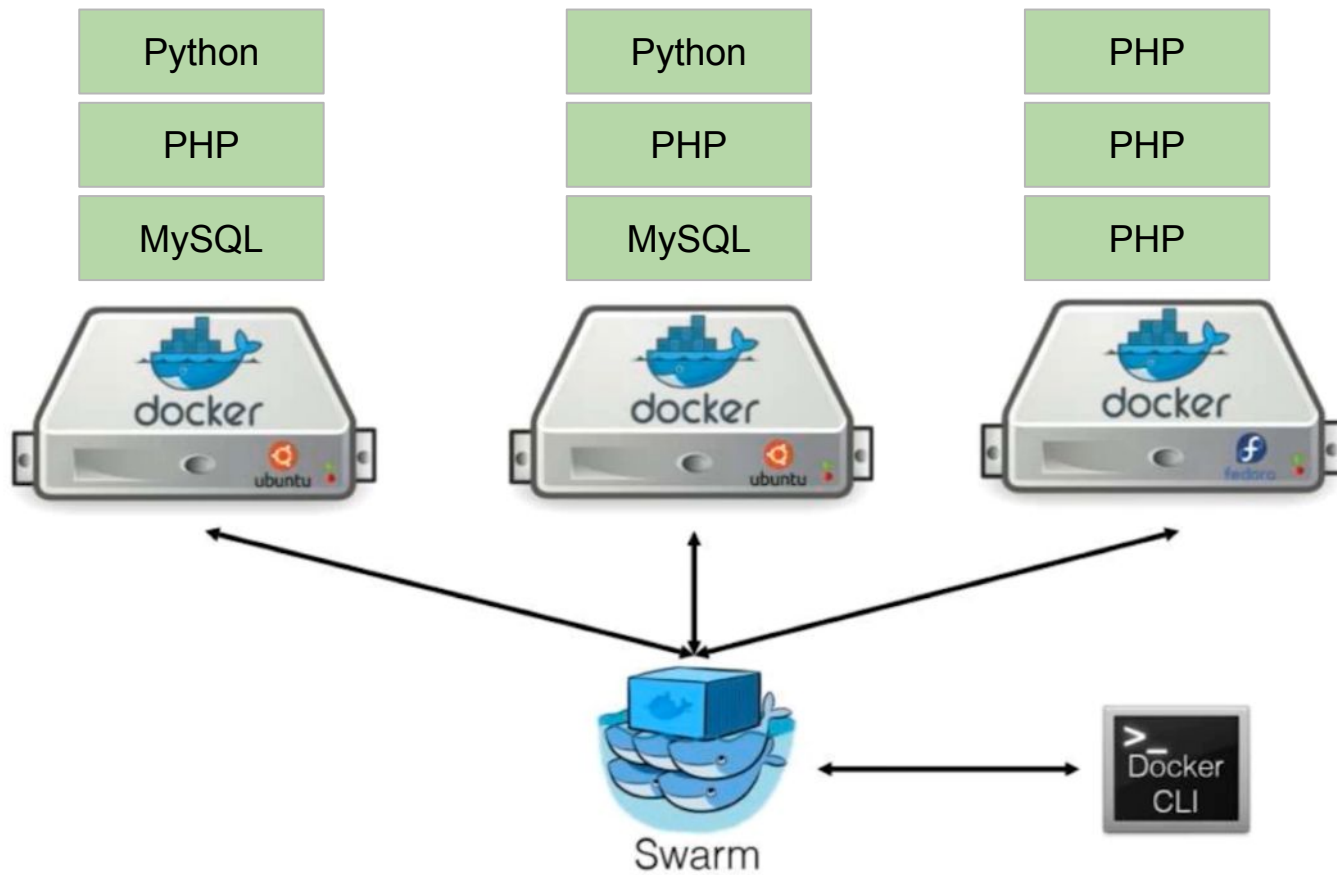 Python
Python
PHP
PHP
PHP
PHP
MySQL
MySQL
PHP
docker
docker
docker
ubuntu
ubuntu
fedora
>_
Docker
CLI
Swarm